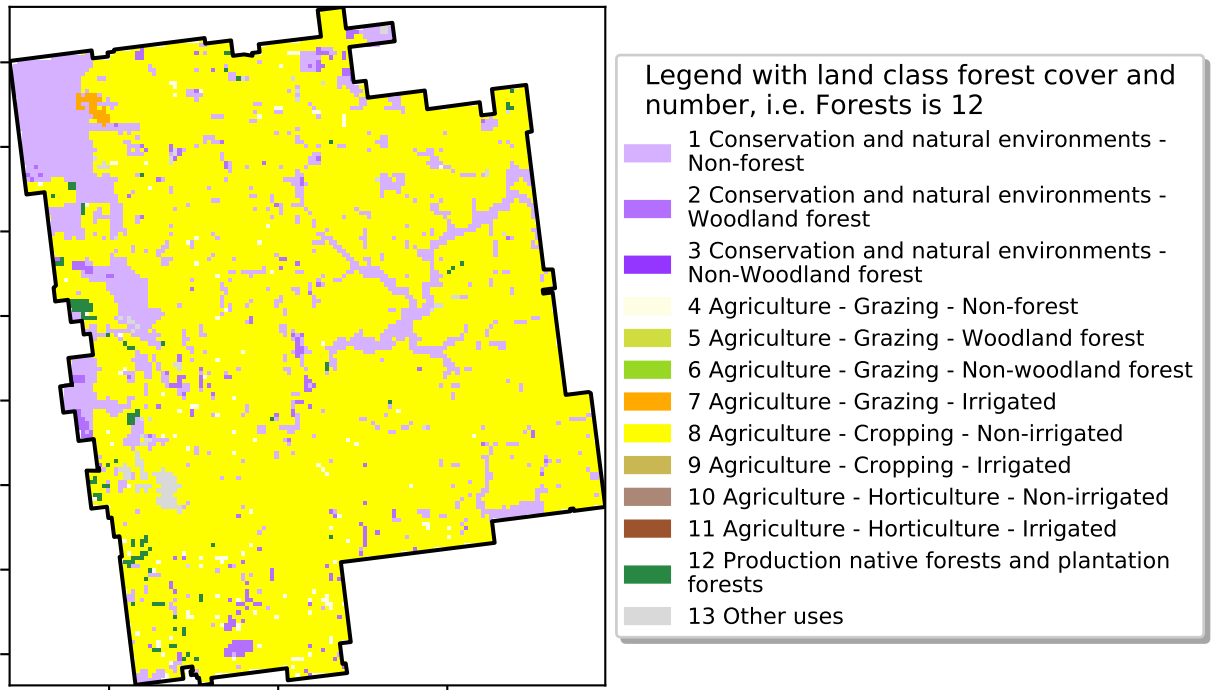 Legend with land class forest cover and
number, i.e. Forests is 12
1 Conservation and natural environments -
Non-forest
2 Conservation and natural environments -
Woodland forest
3 Conservation and natural environments -
Non-Woodland forest
4 Agriculture - Grazing - Non-forest
5 Agriculture - Grazing - Woodland forest
6 Agriculture - Grazing - Non-woodland forest
7 Agriculture - Grazing - Irrigated
8 Agriculture - Cropping - Non-irrigated
9 Agriculture - Cropping - Irrigated
10 Agriculture - Horticulture - Non-irrigated
11 Agriculture - Horticulture - Irrigated
12 Production native forests and plantation
forests
13 Other uses